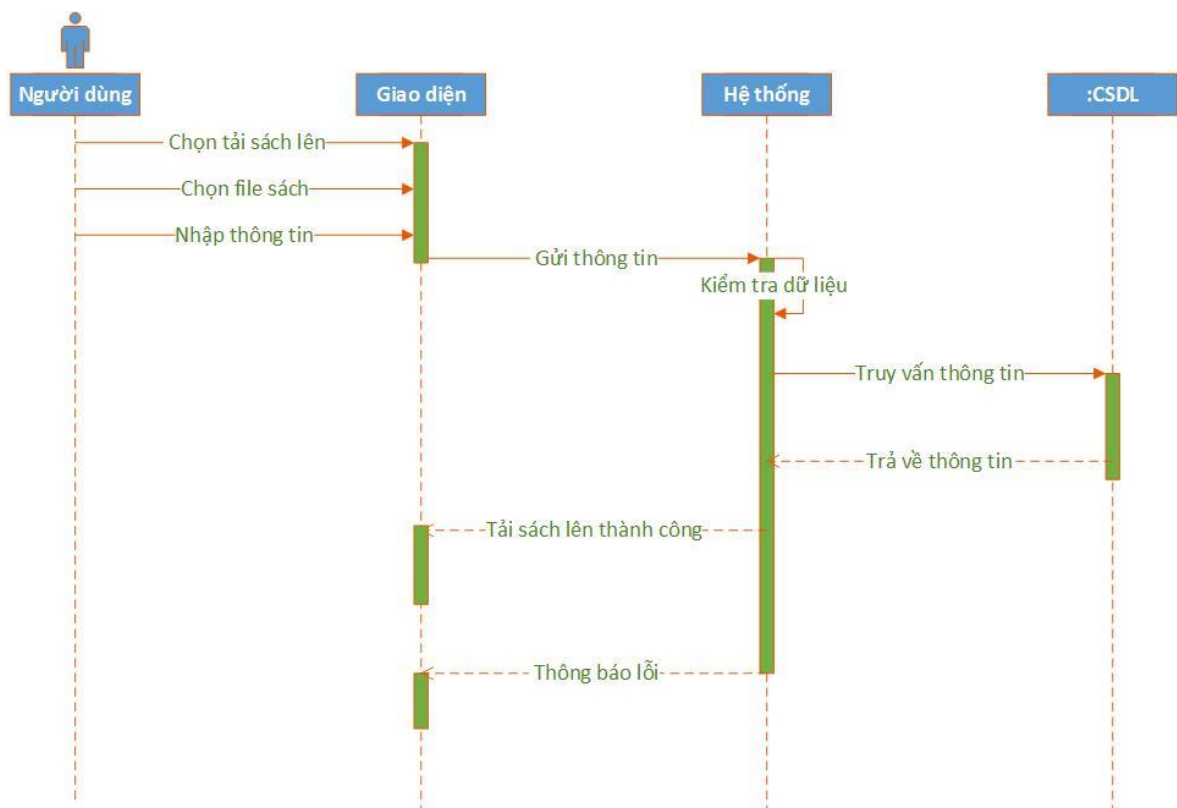 Người dùng
Giao diện
Hệ thống
:CSDL
Chọn tải sách lên
Chọn file sách
Nhập thông tin
Gửi thông tin
Kiểm tra dữ liệu
Truy vấn thông tin
Trả về thông tin
Tải sách lên thành công
Thông báo lỗi